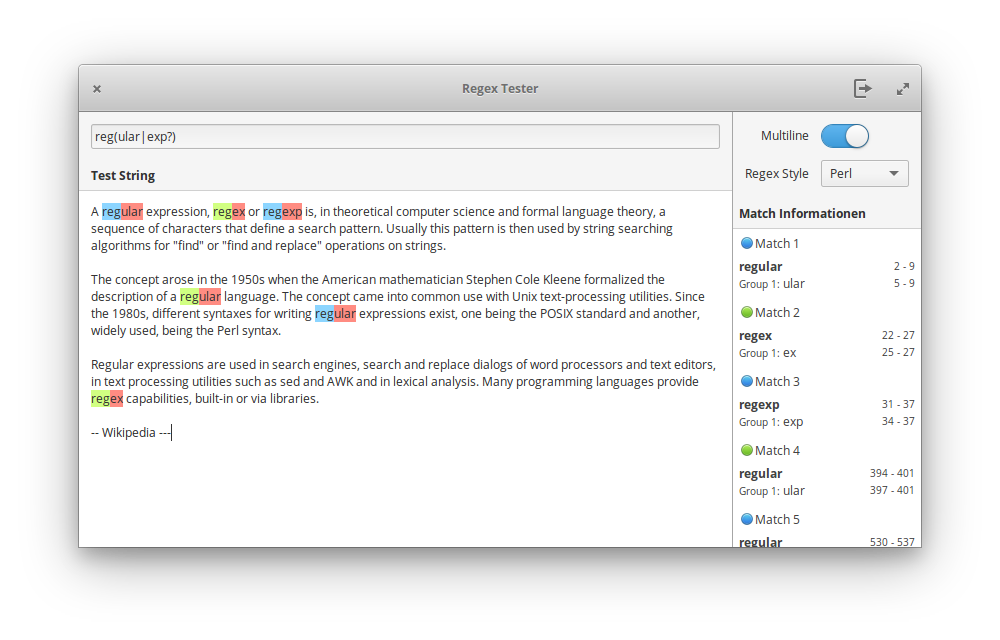 Regex Tester
reg(ular|exp?)
Test String
A regular expression, regex or regexp is, in theoretical computer science and formal language theory, a
sequence of characters that define a search pattern. Usually this pattern is then used by string searching
algorithms for "find" or "find and replace" operations on strings.
The concept arose in the 1950s when the American mathematician Stephen Cole Kleene formalized the
description of a regular language. The concept came into common use with Unix text-processing utilities. Since
the 1980s, different syntaxes for writing regular expressions exist, one being the POSIX standard and another,
widely used, being the Perl syntax.
Regular expressions are used in search engines, search and replace dialogs of word processors and text editors,
in text processing utilities such as sed and AWK and in lexical analysis. Many programming languages provide
regex capabilities, built-in or via libraries.
-- Wikipedia ---
Multiline
Regex Style Perl
Match Informationen
Match 1
regular 2 - 9
Group 1: ular 5 - 9
Match 2
regex 22 - 27
Group 1: ex 25 - 27
Match 3
regexp 31 - 37
Group 1: exp 34 - 37
Match 4
regular 394 - 401
Group 1: ular 397 - 401
Match 5
regular 530 - 537